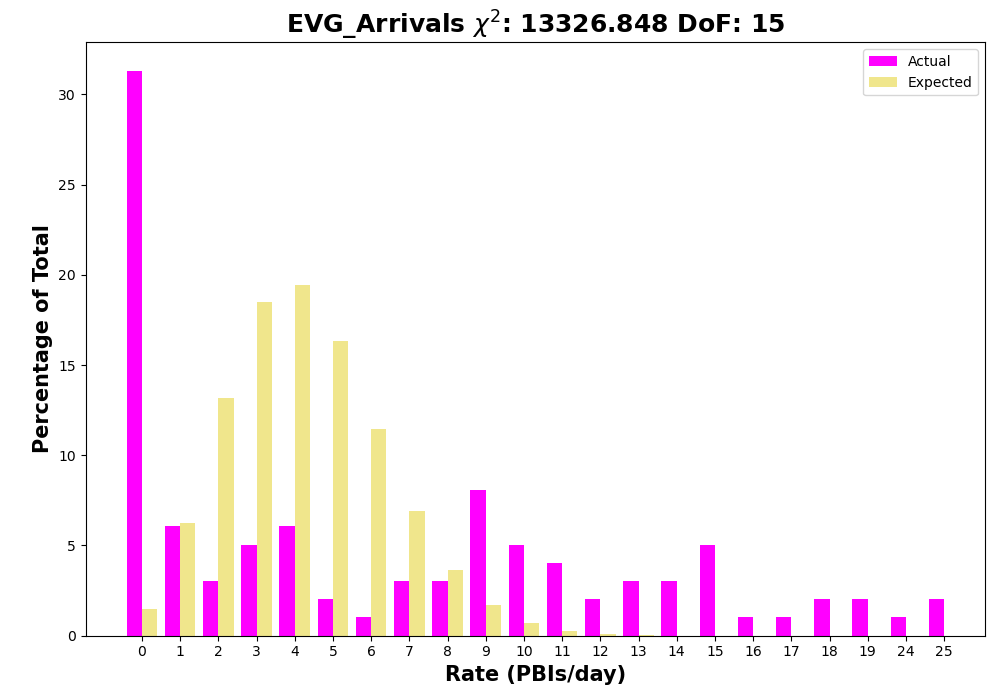 EVG_Arrivals χ²: 13326.848 DoF: 15
Actual
Expected
Percentage of Total
30
25
20
15
10
5
0
0 1 2 3 4 5 6 7 8 9 10 11 12 13 14 15 16 17 18 19 24 25
Rate (PBIs/day)